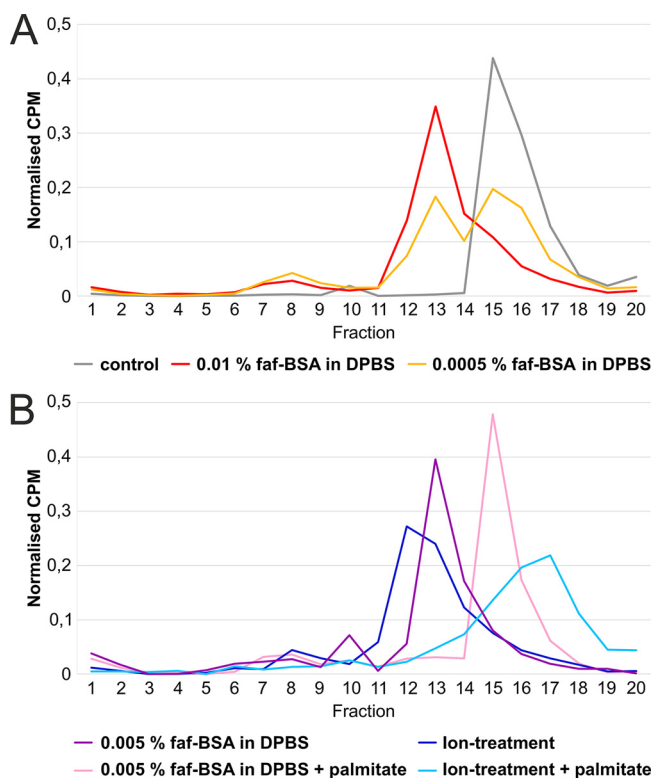 A
Normalised CPM
0,5
0,4
0,3
0,2
0,1
0
1 2 3 4 5 6 7 8 9 10 11 12 13 14 15 16 17 18 19 20
Fraction
control 0.01 % faf-BSA in DPBS 0.0005 % faf-BSA in DPBS
B
Normalised CPM
0,5
0,4
0,3
0,2
0,1
0
1 2 3 4 5 6 7 8 9 10 11 12 13 14 15 16 17 18 19 20
Fraction
0.005 % faf-BSA in DPBS Ion-treatment
0.005 % faf-BSA in DPBS + palmitate Ion-treatment + palmitate